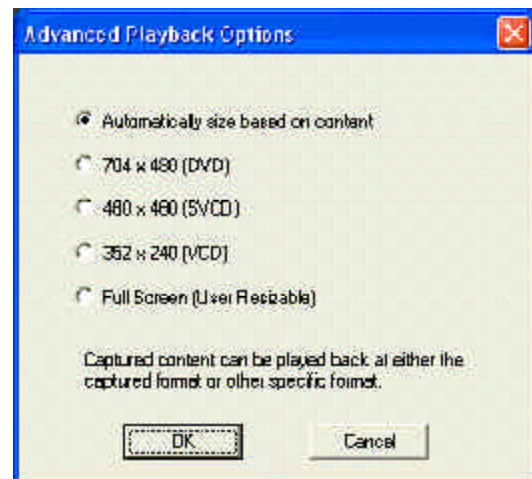 Advanced Playback Options
Automatically size based on content
704 x 480 (DVD)
480 x 480 (SVCD)
352 x 240 (VCD)
Full Screen (User Resizable)
Captured content can be played back at either the
captured format or other specific format.
OK
Cancel